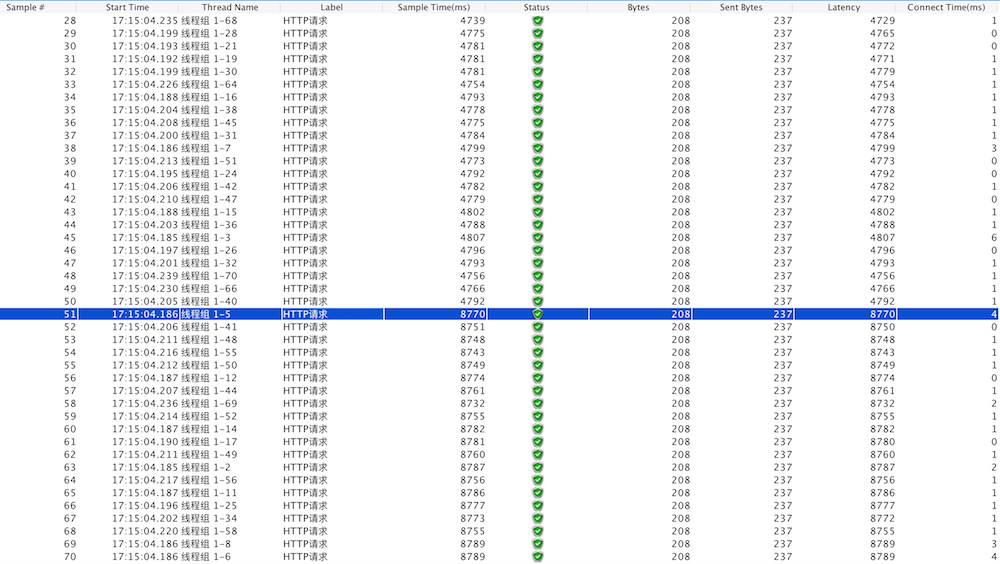 Sample # Start Time Thread Name Label Sample Time(ms) Status Bytes Sent Bytes Latency Connect Time(ms)
28 17:15:04.235 线程组 1-68 HTTP请求 4739 208 237 4729 1
29 17:15:04.199 线程组 1-28 HTTP请求 4775 208 237 4765 0
30 17:15:04.193 线程组 1-21 HTTP请求 4781 208 237 4772 0
31 17:15:04.192 线程组 1-19 HTTP请求 4781 208 237 4771 1
32 17:15:04.199 线程组 1-30 HTTP请求 4781 208 237 4779 1
33 17:15:04.226 线程组 1-64 HTTP请求 4754 208 237 4754 1
34 17:15:04.188 线程组 1-16 HTTP请求 4793 208 237 4793 1
35 17:15:04.204 线程组 1-38 HTTP请求 4778 208 237 4778 1
36 17:15:04.208 线程组 1-45 HTTP请求 4775 208 237 4775 1
37 17:15:04.200 线程组 1-31 HTTP请求 4784 208 237 4784 1
38 17:15:04.186 线程组 1-7 HTTP请求 4799 208 237 4799 3
39 17:15:04.213 线程组 1-51 HTTP请求 4773 208 237 4773 0
40 17:15:04.195 线程组 1-24 HTTP请求 4792 208 237 4792 0
41 17:15:04.206 线程组 1-42 HTTP请求 4782 208 237 4782 1
42 17:15:04.210 线程组 1-47 HTTP请求 4779 208 237 4779 0
43 17:15:04.188 线程组 1-15 HTTP请求 4802 208 237 4802 1
44 17:15:04.203 线程组 1-36 HTTP请求 4788 208 237 4788 1
45 17:15:04.185 线程组 1-3 HTTP请求 4807 208 237 4807 6
46 17:15:04.197 线程组 1-26 HTTP请求 4796 208 237 4796 0
47 17:15:04.201 线程组 1-32 HTTP请求 4793 208 237 4793 1
48 17:15:04.239 线程组 1-70 HTTP请求 4756 208 237 4756 1
49 17:15:04.230 线程组 1-66 HTTP请求 4766 208 237 4766 1
50 17:15:04.205 线程组 1-40 HTTP请求 4792 208 237 4792 1
51 17:15:04.186 线程组 1-5 HTTP请求 8770 208 237 8770 4
52 17:15:04.206 线程组 1-41 HTTP请求 8751 208 237 8750 0
53 17:15:04.211 线程组 1-48 HTTP请求 8748 208 237 8748 1
54 17:15:04.216 线程组 1-55 HTTP请求 8743 208 237 8743 1
55 17:15:04.212 线程组 1-50 HTTP请求 8749 208 237 8749 1
56 17:15:04.187 线程组 1-12 HTTP请求 8774 208 237 8774 0
57 17:15:04.207 线程组 1-44 HTTP请求 8761 208 237 8761 1
58 17:15:04.236 线程组 1-69 HTTP请求 8732 208 237 8732 2
59 17:15:04.214 线程组 1-52 HTTP请求 8755 208 237 8755 1
60 17:15:04.187 线程组 1-14 HTTP请求 8782 208 237 8782 1
61 17:15:04.190 线程组 1-17 HTTP请求 8781 208 237 8780 0
62 17:15:04.211 线程组 1-49 HTTP请求 8760 208 237 8760 1
63 17:15:04.185 线程组 1-2 HTTP请求 8787 208 237 8787 2
64 17:15:04.217 线程组 1-56 HTTP请求 8756 208 237 8756 1
65 17:15:04.187 线程组 1-11 HTTP请求 8786 208 237 8786 1
66 17:15:04.196 线程组 1-25 HTTP请求 8777 208 237 8777 1
67 17:15:04.202 线程组 1-34 HTTP请求 8773 208 237 8772 1
68 17:15:04.220 线程组 1-58 HTTP请求 8755 208 237 8755 1
69 17:15:04.186 线程组 1-8 HTTP请求 8789 208 237 8789 3
70 17:15:04.186 线程组 1-6 HTTP请求 8789 208 237 8789 4